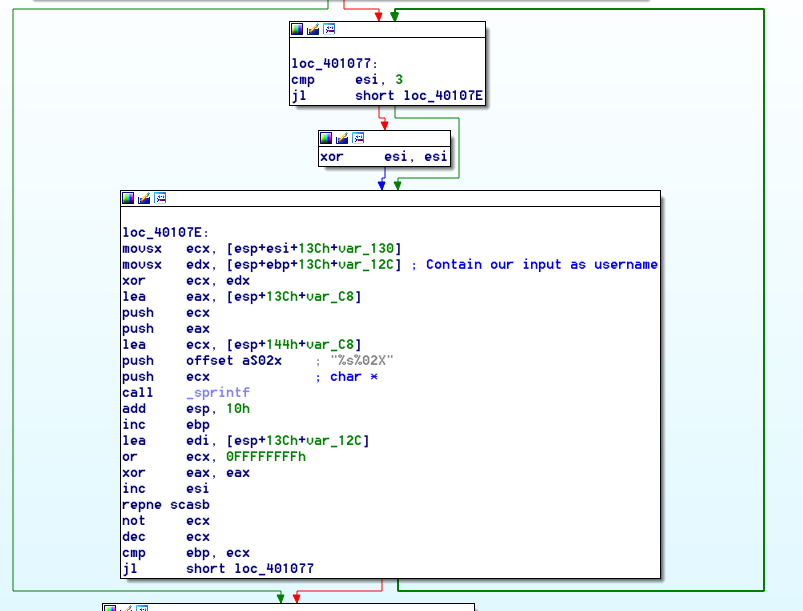 loc_401077:
cmp esi, 3
jl short loc_40107E
xor esi, esi
loc_40107E:
movsx ecx, [esp+esi+13Ch+var_130]
movsx edx, [esp+ebp+13Ch+var_12C] ; Contain our input as username
xor ecx, edx
lea eax, [esp+13Ch+var_C8]
push ecx
push eax
lea ecx, [esp+144h+var_C8]
push offset aS02x ; "%s%02X"
push ecx ; char *
call _sprintf
add esp, 10h
inc ebp
lea edi, [esp+13Ch+var_12C]
or ecx, 0FFFFFFFFh
xor eax, eax
inc esi
repne scasb
not ecx
dec ecx
cmp ebp, ecx
jl short loc_401077